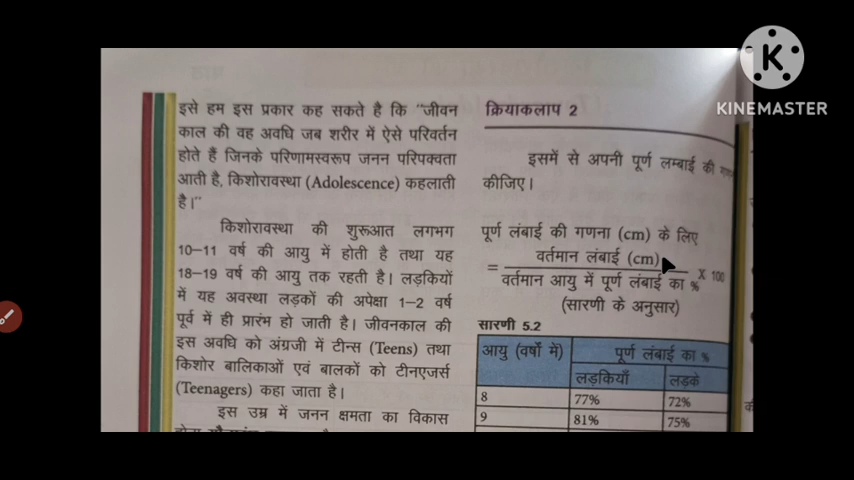 इसे हम इस प्रकार कह सकते है कि "जीवन
काल की वह अवधि जब शरीर में ऐसे परिवर्तन
होते हैं जिनके परिणामस्वरूप जनन परिपक्वता
आती है, किशोरावस्था (Adolescence) कहलाती
है।"
किशोरावस्था की शुरूआत लगभग
10–11 वर्ष की आयु में होती है तथा यह
18–19 वर्ष की आयु तक रहती है। लड़कियों
में यह अवस्था लड़कों की अपेक्षा 1–2 वर्ष
पूर्व में ही प्रारंभ हो जाती है। जीवनकाल की
इस अवधि को अंग्रजी में टीन्स (Teens) तथा
किशोर बालिकाओं एवं बालकों को टीनएजर्स
(Teenagers) कहा जाता है।
इस उम्र में जनन क्षमता का विकास
क्रियाकलाप 2
इसमें से अपनी पूर्ण लम्बाई की
कीजिए।
पूर्ण लंबाई की गणना (cm) के लिए
= वर्तमान लंबाई (cm)
वर्तमान आयु में पूर्ण लंबाई का % X 100
(सारणी के अनुसार)
सारणी 5.2
आयु (वर्षो में) पूर्ण लंबाई का %
लड़कियाँ लड़के
8 77% 72%
9 81% 75%
KINEMASTER